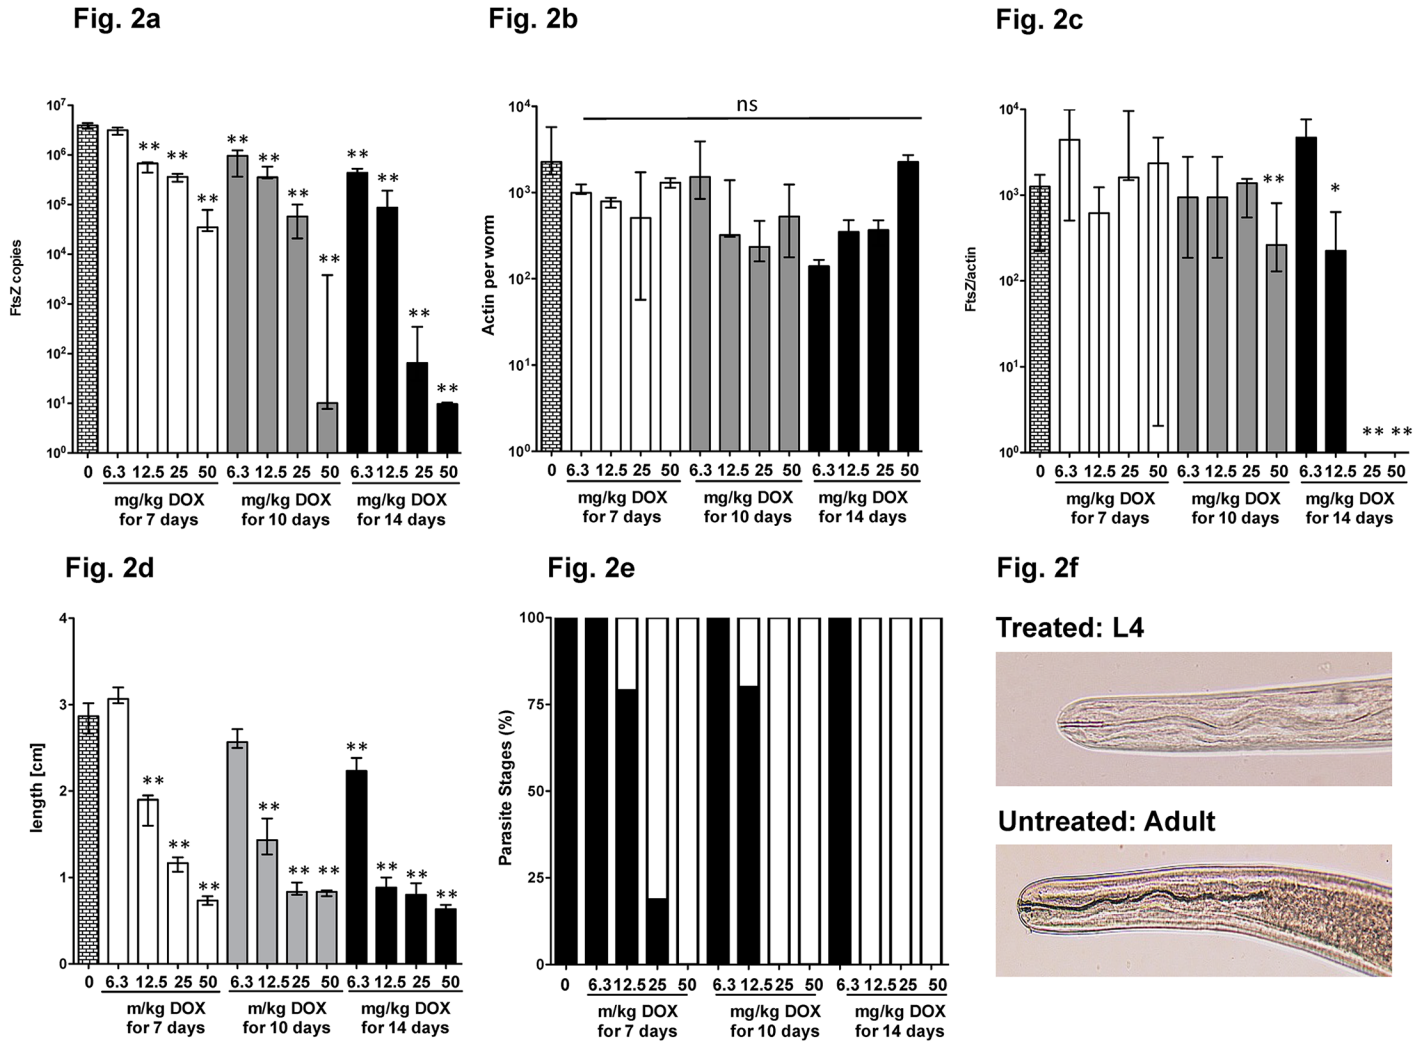 Fig. 2a
FtsZ copies
10⁷
10⁶
10⁵
10⁴
10³
10²
10¹
10⁰
** ** ** ** ** ** ** ** ** ** **
0 6.3 12.5 25 50 6.3 12.5 25 50 6.3 12.5 25 50
mg/kg DOX for 7 days
mg/kg DOX for 10 days
mg/kg DOX for 14 days
Fig. 2b
Actin per worm
ns
10⁴
10³
10²
10¹
10⁰
0 6.3 12.5 25 50 6.3 12.5 25 50 6.3 12.5 25 50
mg/kg DOX for 7 days
mg/kg DOX for 10 days
mg/kg DOX for 14 days
Fig. 2c
FtsZ/actin
10⁴
10³
10²
10¹
10⁰
** * ** **
0 6.3 12.5 25 50 6.3 12.5 25 50 6.3 12.5 25 50
mg/kg DOX for 7 days
mg/kg DOX for 10 days
mg/kg DOX for 14 days
Fig. 2d
length [cm]
4
3
2
1
0
** ** ** ** ** ** ** ** ** **
0 6.3 12.5 25 50 6.3 12.5 25 50 6.3 12.5 25 50
m/kg DOX for 7 days
m/kg DOX for 10 days
mg/kg DOX for 14 days
Fig. 2e
Parasite Stages (%)
100
75
50
25
0
0 6.3 12.5 25 50 6.3 12.5 25 50 6.3 12.5 25 50
m/kg DOX for 7 days
mg/kg DOX for 10 days
mg/kg DOX for 14 days
Fig. 2f
Treated: L4
Untreated: Adult